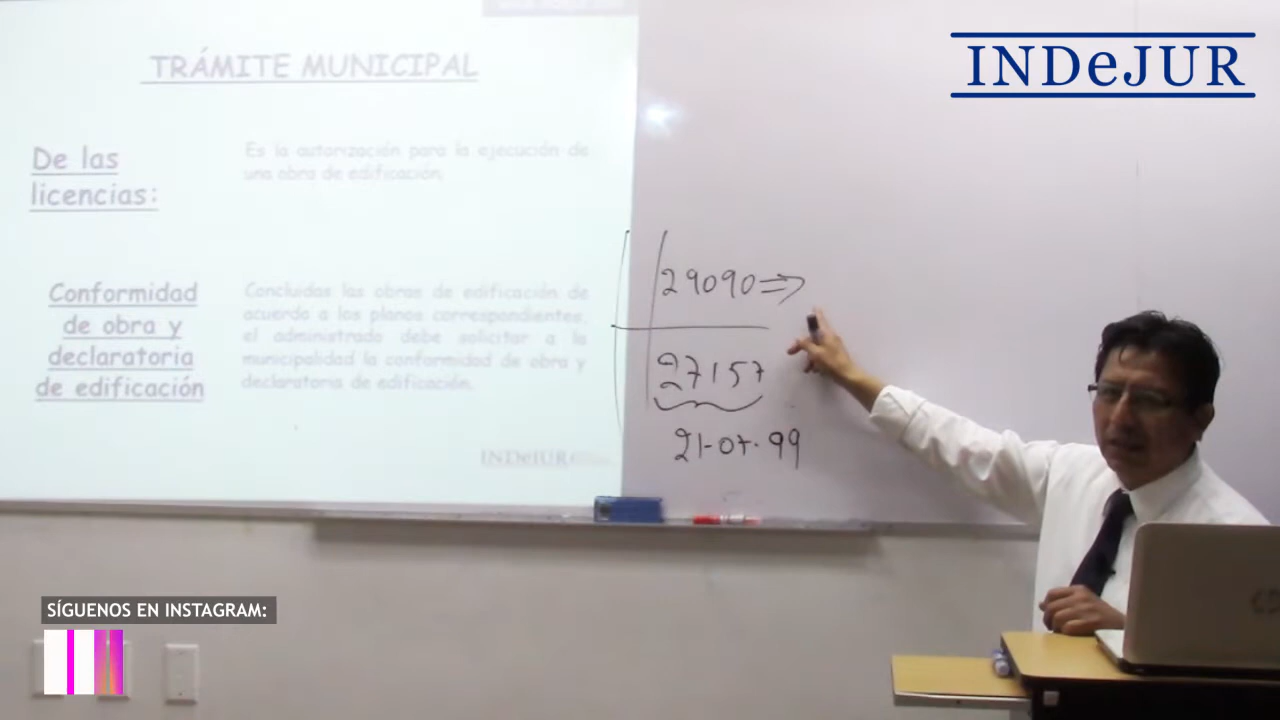 INDeJUR
TRÁMITE MUNICIPAL
De las
licencias:
Es la autorización para la ejecución de
una obra de edificación.
Conformidad
de obra y
declaratoria
de edificación
Concluidas las obras de edificación de
acuerdo a los planos correspondientes,
el administrado debe solicitar a la
municipalidad la conformidad de obra y
declaratoria de edificación.
INDeJUR
29090 =>
27157
21-07-99
SÍGUENOS EN INSTAGRAM: